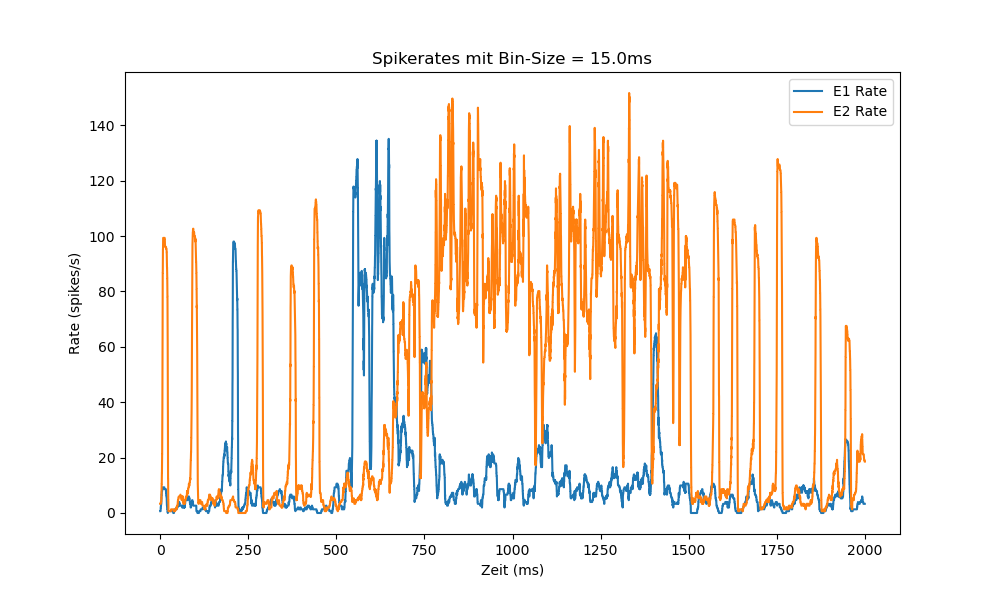 Spikerates mit Bin-Size = 15.0ms
E1 Rate
E2 Rate
Rate (spikes/s)
140
120
100
80
60
40
20
0
0 250 500 750 1000 1250 1500 1750 2000
Zeit (ms)